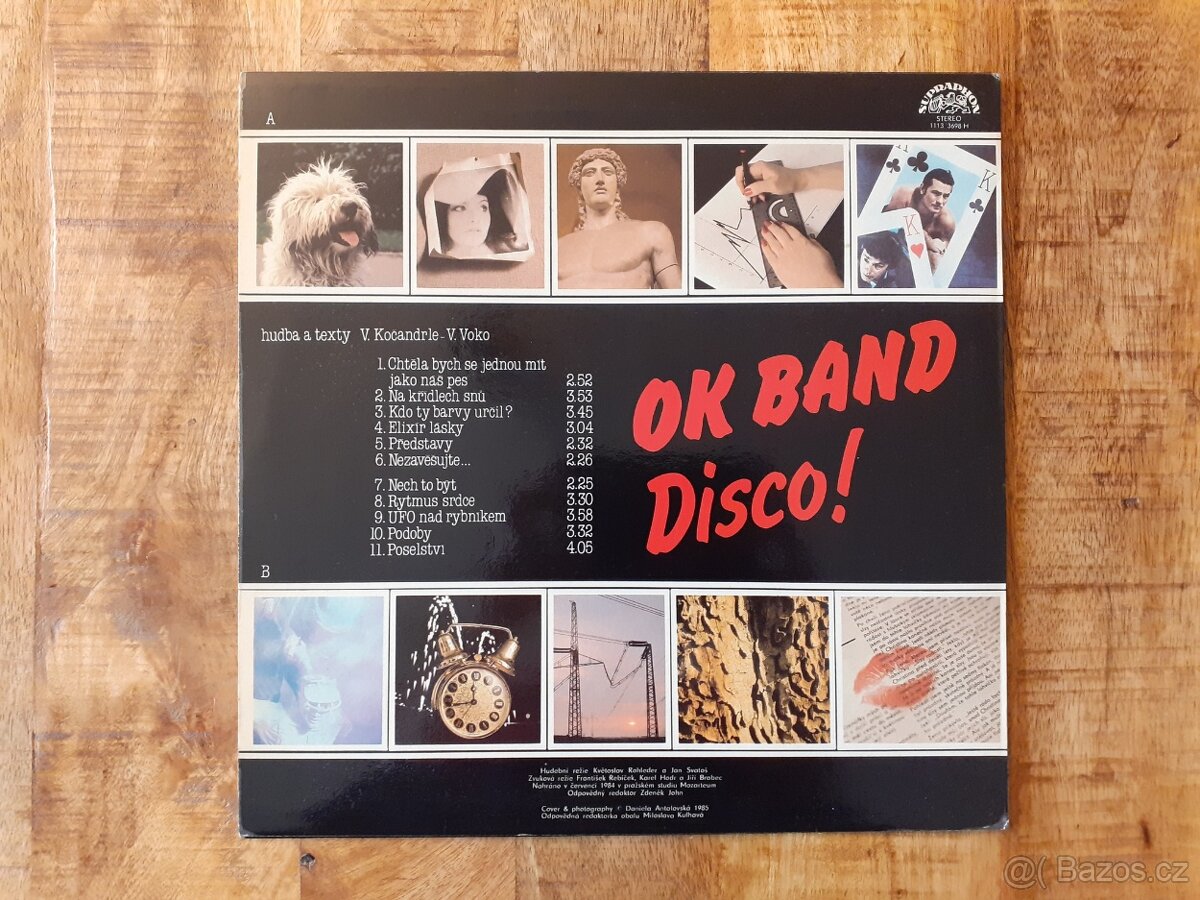 A
SUPRAPHON
STEREO
1113 3698 H
K
K
K
hudba a texty V. Kocandrle - V. Voko
1. Chtěla bych se jednou mít
jako náš pes 2.52
2. Na křídlech snů 3.53
3. Kdo ty barvy určil? 3.45
4. Elixír lásky 3.04
5. Představy 2.32
6. Nezavěšujte... 2.26
7. Nech to být 2.25
8. Rytmus srdce 3.30
9. UFO nad rybníkem 3.58
10. Podoby 3.32
11. Poselství 4.05
OK BAND
Disco!
B
Hudební režie Květoslav Rohleder a Jan Svatoš
Zvuková režie František Řebíček, Karel Hodr a Jiří Brabec
Nahráno v červenci 1984 v pražském studiu Mozarteum
Odpovědný redaktor Zdeněk John
Cover & photography © Daniela Antalovská 1985
Odpovědná redaktorka obalu Miloslava Kulhavá
@( Bazos.cz